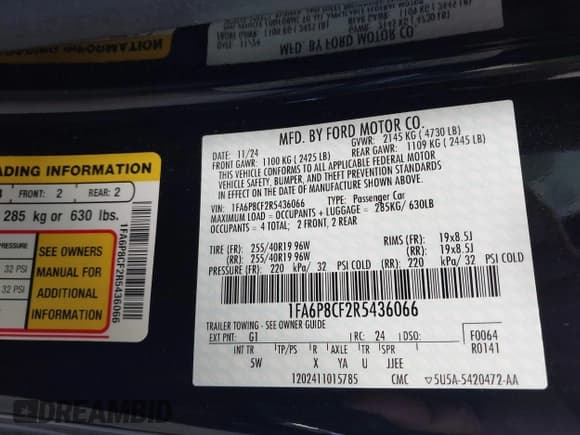 MFD. BY FORD MOTOR CO.
DATE: 11/24
GVWR: 2145 KG ( 4730 LB)
FRONT GAWR: 1100 KG ( 2425 LB)
REAR GAWR: 1109 KG ( 2445 LB)
THIS VEHICLE CONFORMS TO ALL APPLICABLE FEDERAL MOTOR
VEHICLE SAFETY, BUMPER, AND THEFT PREVENTION STANDARDS
IN EFFECT ON THE DATE OF MANUFACTURE SHOWN ABOVE.
VIN: 1FA6P8CF2R5436066
TYPE: Passenger Car
MAXIMUM LOAD = OCCUPANTS + LUGGAGE = 285KG/ 630LB
OCCUPANTS = 4 TOTAL; 2 FRONT, 2 REAR
TIRE (FR): 255/40R19 96W RIMS (FR): 19x8.5J
(RR): 255/40R19 96W (RR): 19x8.5J
PRESSURE (FR): 220 kPa/ 32 PSI COLD (RR): 220 kPa/ 32 PSI COLD
1FA6P8CF2R5436066
TRAILER TOWING - SEE OWNER GUIDE
EXT PNT: G1 RC: 24 DSO: F0064
R0141
INT TR TP/PS R AXLE TR SPR
5W X YA U JJEE
1202411015785 CMC 5U5A-5420472-AA
ADING INFORMATION
FRONT: 2 REAR: 2
285 kg or 630 lbs.
PRESSURE
32 PSI
32 PSI
SEE OWNERS
MANUAL FOR
ADDITIONAL
INFORMATION
1FA6P8CF2R5436066
DREAMBID